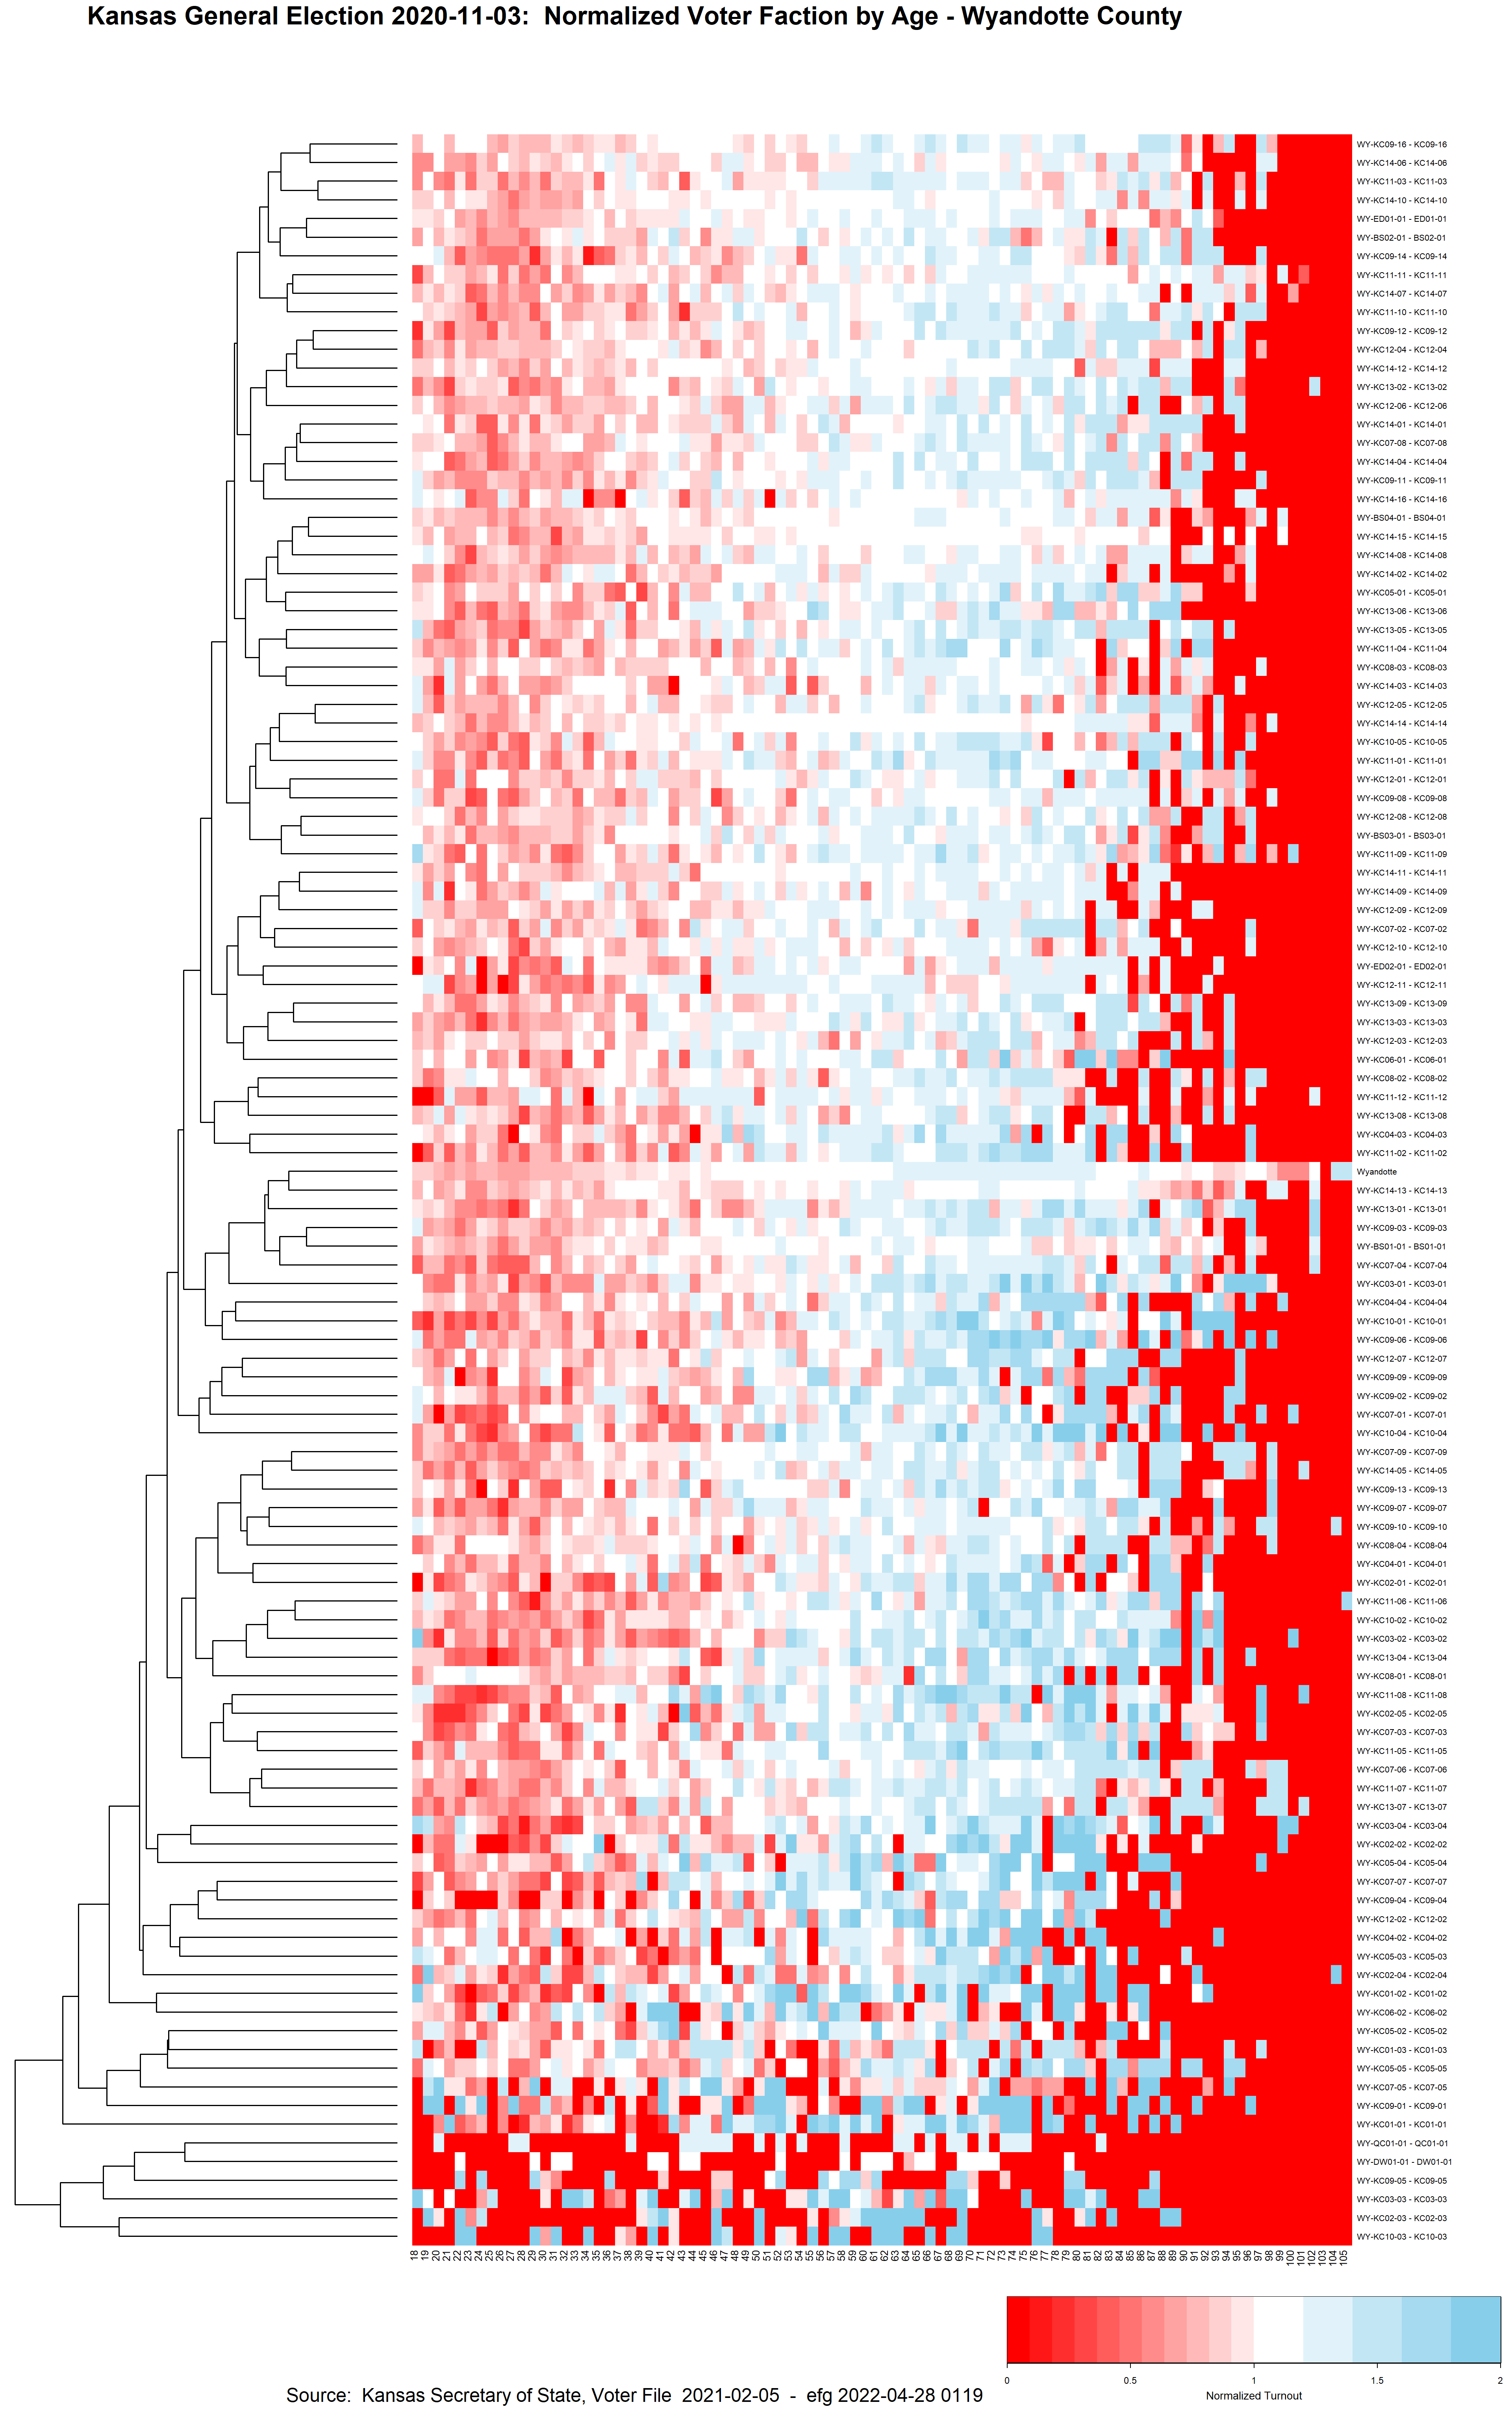 Kansas General Election 2020-11-03:  Normalized Voter Faction by Age - Wyandotte County
WY-KC09-16 - KC09-16
WY-KC14-06 - KC14-06
WY-KC11-03 - KC11-03
WY-KC14-10 - KC14-10
WY-ED01-01 - ED01-01
WY-BS02-01 - BS02-01
WY-KC09-14 - KC09-14
WY-KC11-11 - KC11-11
WY-KC14-07 - KC14-07
WY-KC11-10 - KC11-10
WY-KC09-12 - KC09-12
WY-KC12-04 - KC12-04
WY-KC14-12 - KC14-12
WY-KC13-02 - KC13-02
WY-KC12-06 - KC12-06
WY-KC14-01 - KC14-01
WY-KC07-08 - KC07-08
WY-KC14-04 - KC14-04
WY-KC09-11 - KC09-11
WY-KC14-16 - KC14-16
WY-BS04-01 - BS04-01
WY-KC14-15 - KC14-15
WY-KC14-08 - KC14-08
WY-KC14-02 - KC14-02
WY-KC05-01 - KC05-01
WY-KC13-06 - KC13-06
WY-KC13-05 - KC13-05
WY-KC11-04 - KC11-04
WY-KC08-03 - KC08-03
WY-KC14-03 - KC14-03
WY-KC12-05 - KC12-05
WY-KC14-14 - KC14-14
WY-KC10-05 - KC10-05
WY-KC11-01 - KC11-01
WY-KC12-01 - KC12-01
WY-KC09-08 - KC09-08
WY-KC12-08 - KC12-08
WY-BS03-01 - BS03-01
WY-KC11-09 - KC11-09
WY-KC14-11 - KC14-11
WY-KC14-09 - KC14-09
WY-KC12-09 - KC12-09
WY-KC07-02 - KC07-02
WY-KC12-10 - KC12-10
WY-ED02-01 - ED02-01
WY-KC12-11 - KC12-11
WY-KC13-09 - KC13-09
WY-KC13-03 - KC13-03
WY-KC12-03 - KC12-03
WY-KC06-01 - KC06-01
WY-KC08-02 - KC08-02
WY-KC11-12 - KC11-12
WY-KC13-08 - KC13-08
WY-KC04-03 - KC04-03
WY-KC11-02 - KC11-02
Wyandotte
WY-KC14-13 - KC14-13
WY-KC13-01 - KC13-01
WY-KC09-03 - KC09-03
WY-BS01-01 - BS01-01
WY-KC07-04 - KC07-04
WY-KC03-01 - KC03-01
WY-KC04-04 - KC04-04
WY-KC10-01 - KC10-01
WY-KC09-06 - KC09-06
WY-KC12-07 - KC12-07
WY-KC09-09 - KC09-09
WY-KC09-02 - KC09-02
WY-KC07-01 - KC07-01
WY-KC10-04 - KC10-04
WY-KC07-09 - KC07-09
WY-KC14-05 - KC14-05
WY-KC09-13 - KC09-13
WY-KC09-07 - KC09-07
WY-KC09-10 - KC09-10
WY-KC08-04 - KC08-04
WY-KC04-01 - KC04-01
WY-KC02-01 - KC02-01
WY-KC11-06 - KC11-06
WY-KC10-02 - KC10-02
WY-KC03-02 - KC03-02
WY-KC13-04 - KC13-04
WY-KC08-01 - KC08-01
WY-KC11-08 - KC11-08
WY-KC02-05 - KC02-05
WY-KC07-03 - KC07-03
WY-KC11-05 - KC11-05
WY-KC07-06 - KC07-06
WY-KC11-07 - KC11-07
WY-KC13-07 - KC13-07
WY-KC03-04 - KC03-04
WY-KC02-02 - KC02-02
WY-KC05-04 - KC05-04
WY-KC07-07 - KC07-07
WY-KC09-04 - KC09-04
WY-KC12-02 - KC12-02
WY-KC04-02 - KC04-02
WY-KC05-03 - KC05-03
WY-KC02-04 - KC02-04
WY-KC01-02 - KC01-02
WY-KC06-02 - KC06-02
WY-KC05-02 - KC05-02
WY-KC01-03 - KC01-03
WY-KC05-05 - KC05-05
WY-KC07-05 - KC07-05
WY-KC09-01 - KC09-01
WY-KC01-01 - KC01-01
WY-QC01-01 - QC01-01
WY-DW01-01 - DW01-01
WY-KC09-05 - KC09-05
WY-KC03-03 - KC03-03
WY-KC02-03 - KC02-03
WY-KC10-03 - KC10-03
18 19 20 21 22 23 24 25 26 27 28 29 30 31 32 33 34 35 36 37 38 39 40 41 42 43 44 45 46 47 48 49 50 51 52 53 54 55 56 57 58 59 60 61 62 63 64 65 66 67 68 69 70 71 72 73 74 75 76 77 78 79 80 81 82 83 84 85 86 87 88 89 90 91 92 93 94 95 96 97 98 99 100 101 102 103 104 105
0 0.5 1 1.5 2
Normalized Turnout
Source:  Kansas Secretary of State, Voter File  2021-02-05  -  efg 2022-04-28 0119